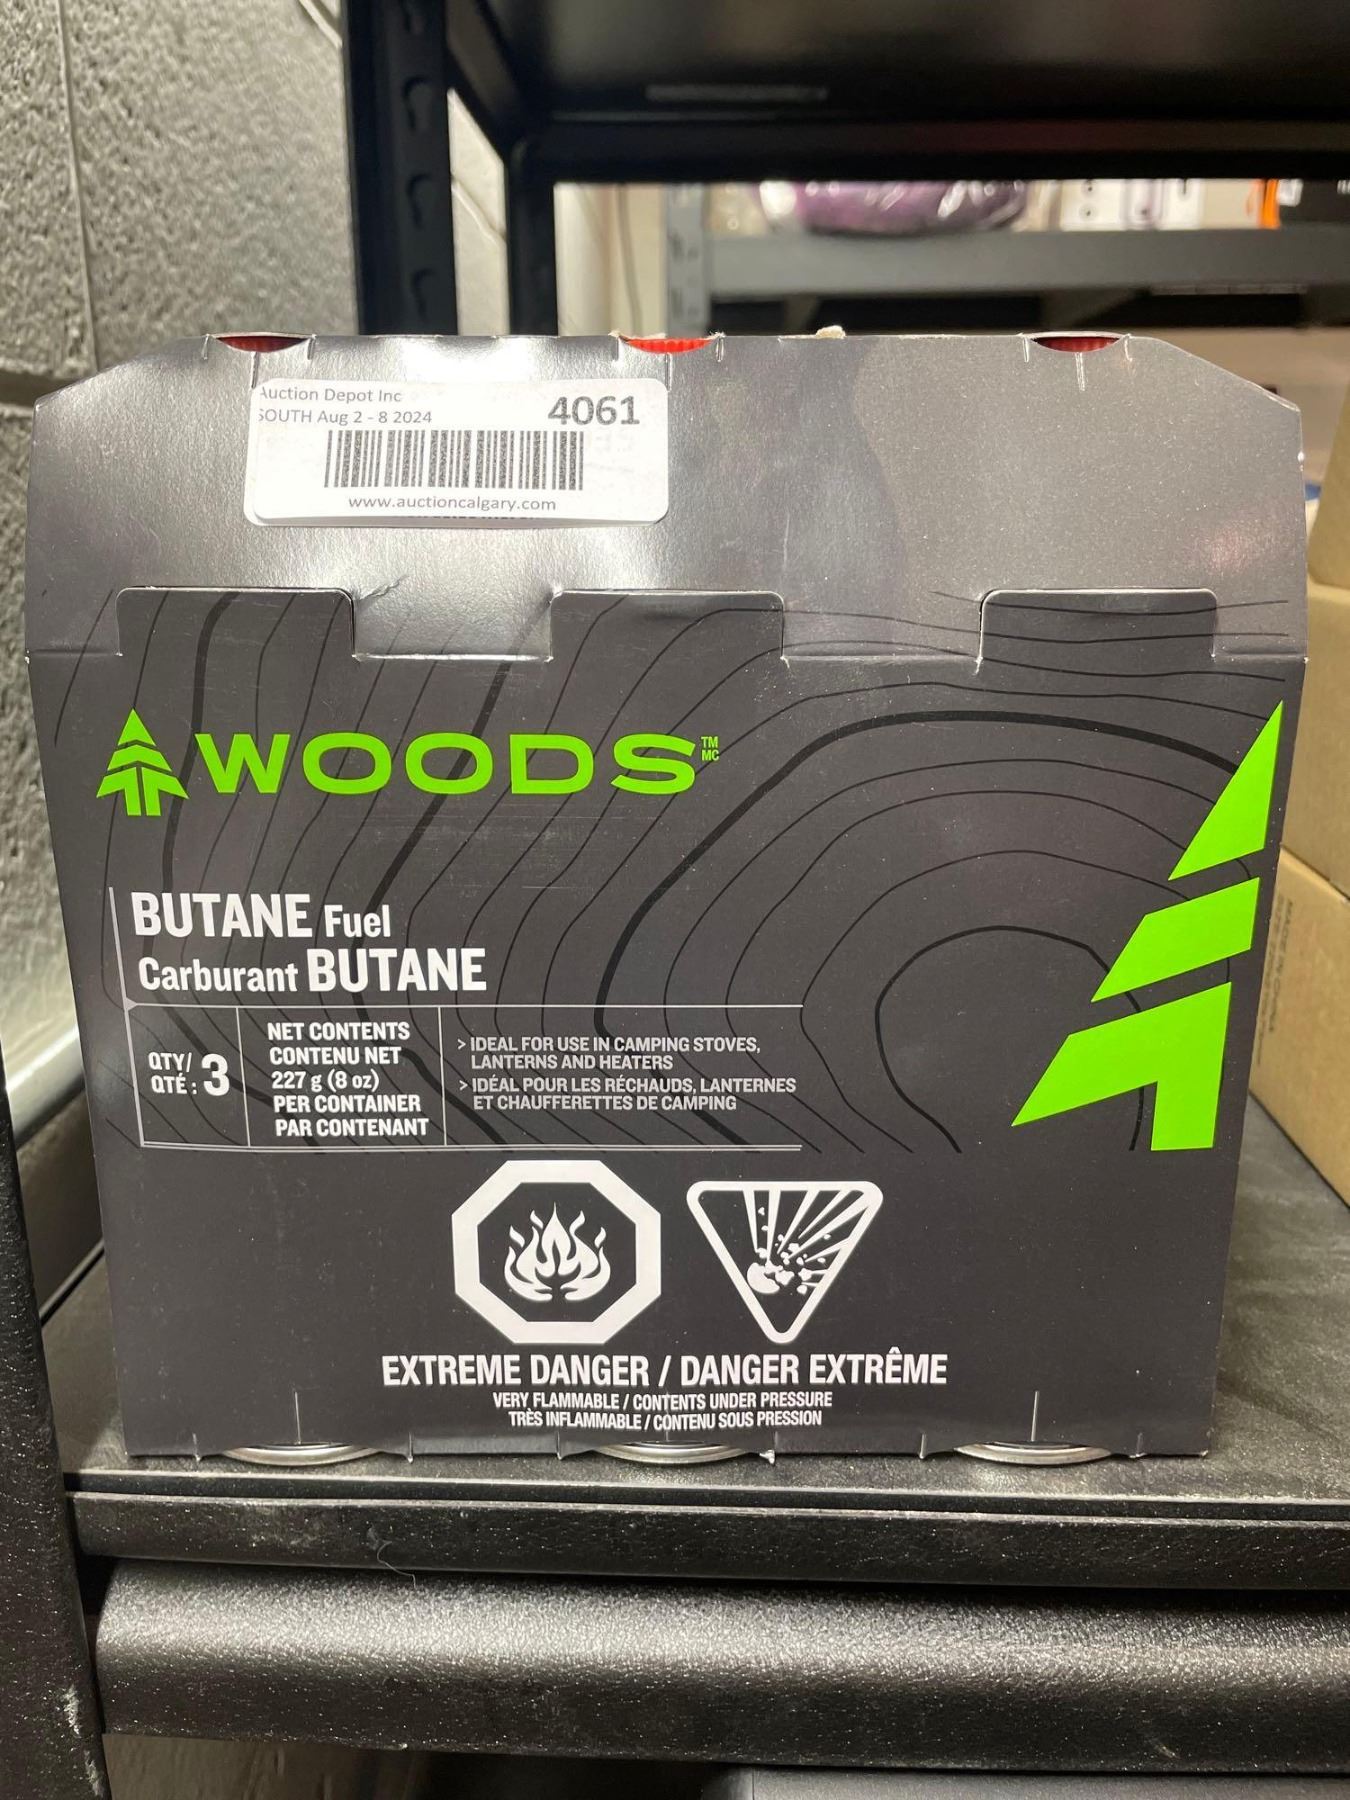 Auction Depot Inc
SOUTH Aug 2 - 8 2024
4061
www.auctioncalgary.com
WOODS
TM
MC
BUTANE Fuel
Carburant BUTANE
QTY/
QTÉ : 3
NET CONTENTS
CONTENU NET
227 g (8 oz)
PER CONTAINER
PAR CONTENANT
> IDEAL FOR USE IN CAMPING STOVES,
LANTERNS AND HEATERS
> IDÉAL POUR LES RÉCHAUDS, LANTERNES
ET CHAUFFERETTES DE CAMPING
EXTREME DANGER / DANGER EXTRÊME
VERY FLAMMABLE / CONTENTS UNDER PRESSURE
TRÈS INFLAMMABLE / CONTENU SOUS PRESSION